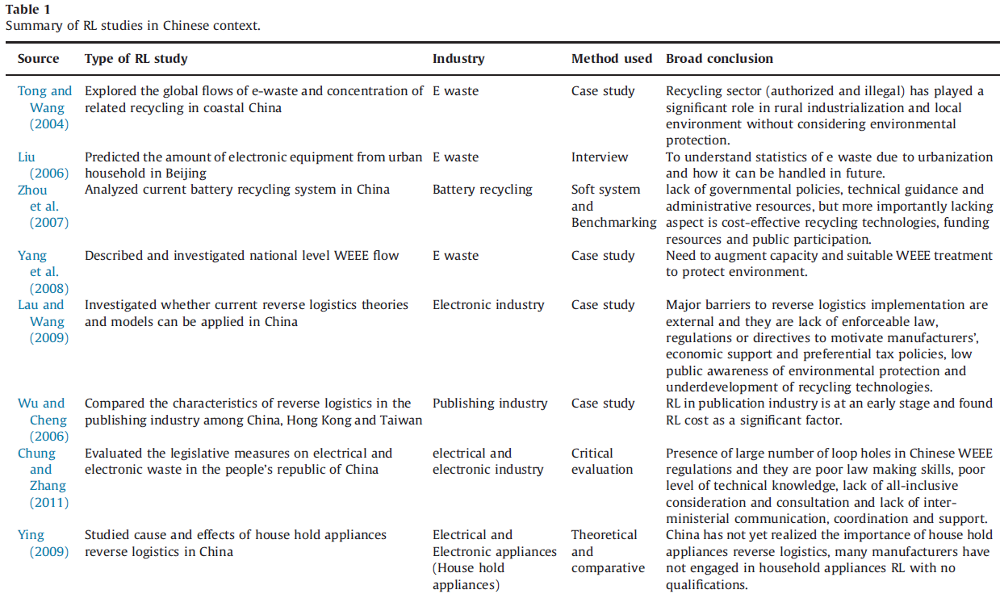 Table 1
Summary of RL studies in Chinese context.
Source Type of RL study Industry Method used Broad conclusion
Tong and Explored the global flows of e-waste and concentration of E waste Case study Recycling sector (authorized and illegal) has played a
Wang related recycling in coastal China significant role in rural industrialization and local
(2004) environment without considering environmental
protection.
Liu Predicted the amount of electronic equipment from urban E waste Interview To understand statistics of e waste due to urbanization
(2006) household in Beijing and how it can be handled in future.
Zhou Analyzed current battery recycling system in China Battery recycling Soft system lack of governmental policies, technical guidance and
et al. and administrative resources, but more importantly lacking
(2007) Benchmarking aspect is cost-effective recycling technologies, funding
resources and public participation.
Yang Described and investigated national level WEEE flow E waste Case study Need to augment capacity and suitable WEEE treatment
et al. to protect environment.
(2008)
Lau and Investigated whether current reverse logistics theories Electronic industry Case study Major barriers to reverse logistics implementation are
Wang and models can be applied in China external and they are lack of enforceable law,
(2009) regulations or directives to motivate manufacturers’,
economic support and preferential tax policies, low
public awareness of environmental protection and
underdevelopment of recycling technologies.
Wu and Compared the characteristics of reverse logistics in the Publishing industry Case study RL in publication industry is at an early stage and found
Cheng publishing industry among China, Hong Kong and Taiwan RL cost as a significant factor.
(2006)
Chung Evaluated the legislative measures on electrical and electrical and Critical Presence of large number of loop holes in Chinese WEEE
and electronic waste in the people’s republic of China electronic industry evaluation regulations and they are poor law making skills, poor
Zhang level of technical knowledge, lack of all-inclusive
(2011) consideration and consultation and lack of inter-
ministerial communication, coordination and support.
Ying Studied cause and effects of house hold appliances Electrical and Theoretical China has not yet realized the importance of house hold
(2009) reverse logistics in China Electronic appliances and appliances reverse logistics, many manufacturers have
(House hold comparative not engaged in household appliances RL with no
appliances) qualifications.